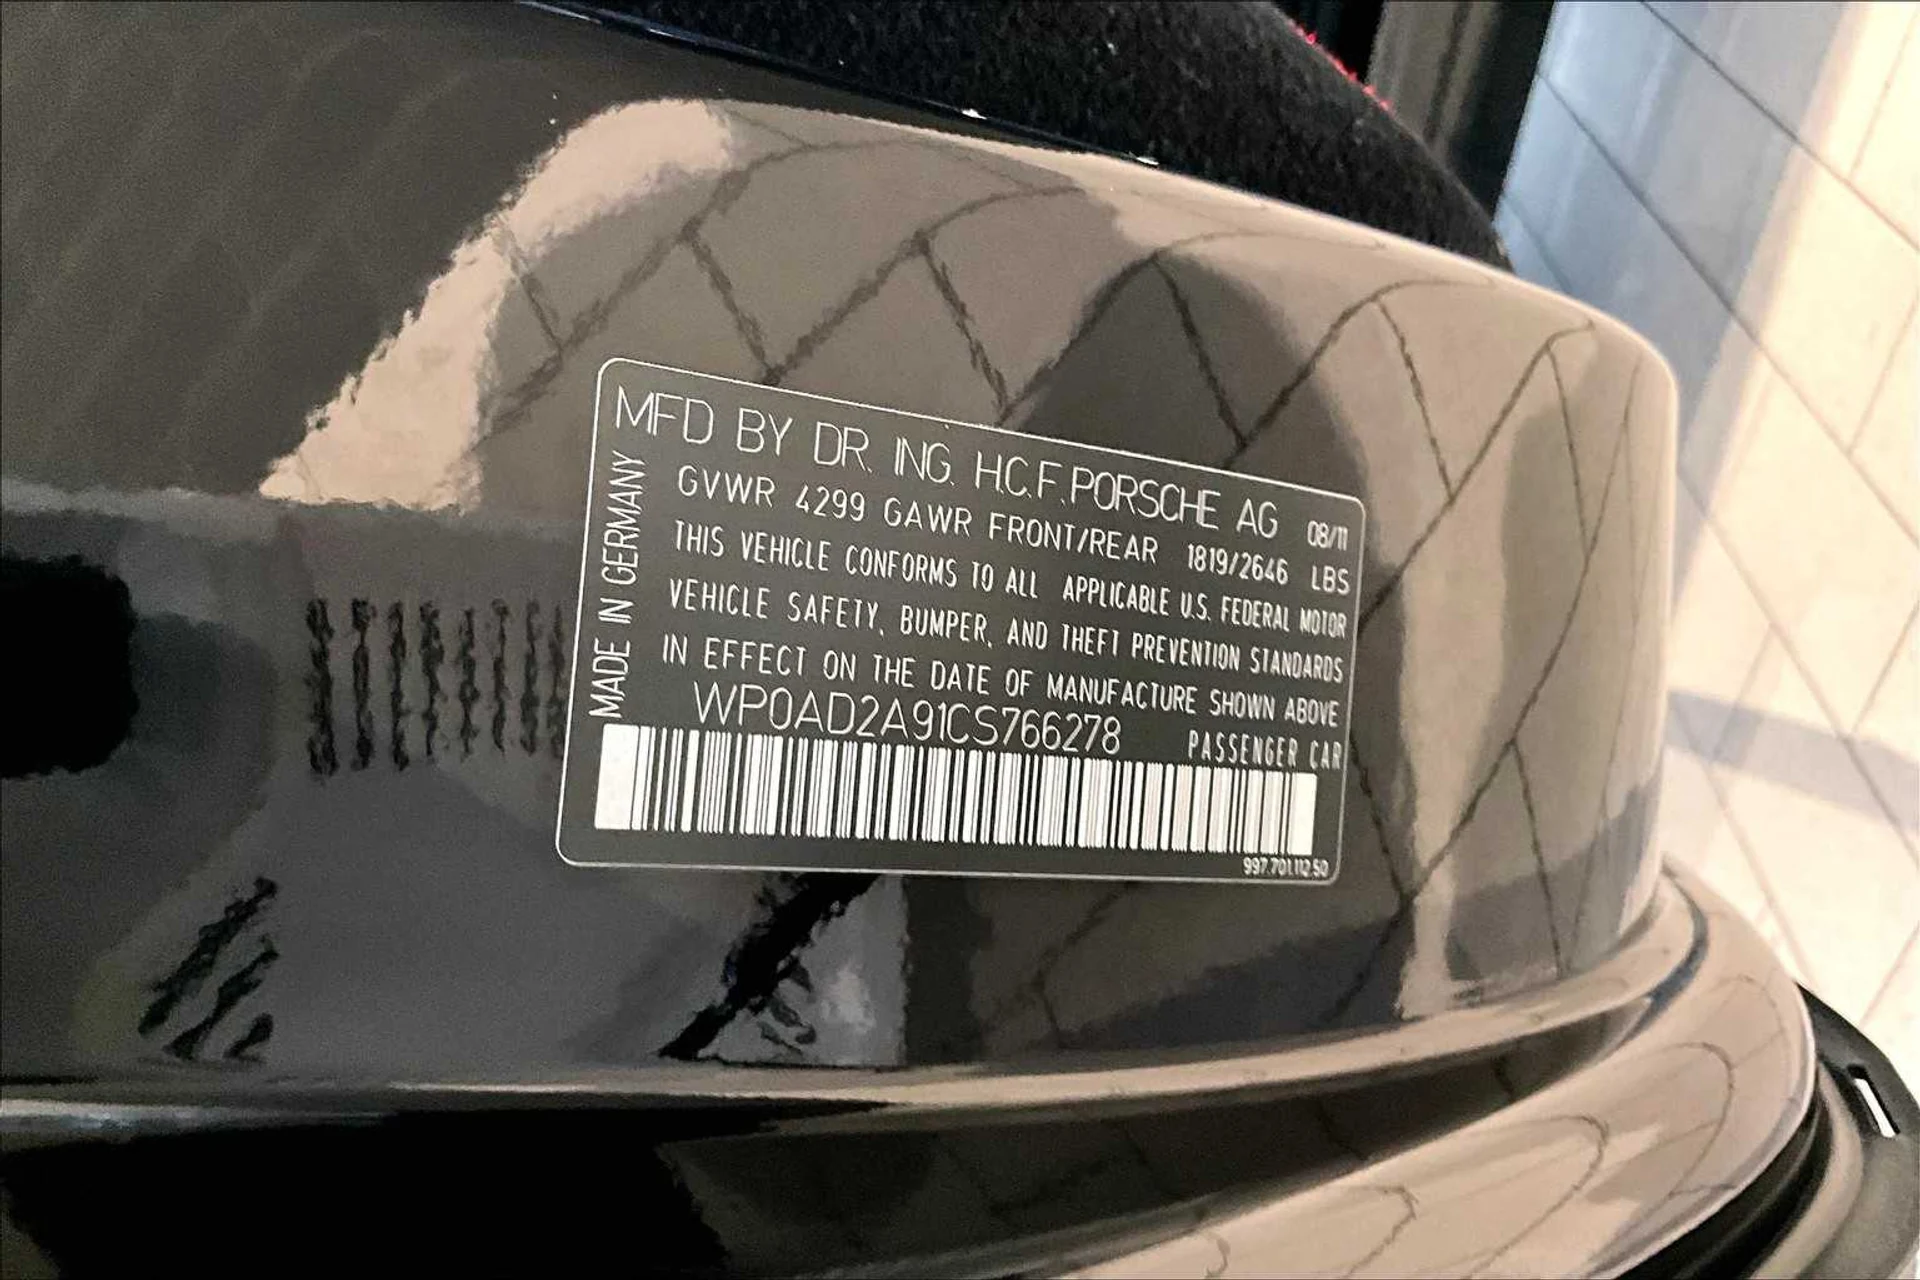 MFD BY DR. ING. H.C.F. PORSCHE AG 08/11
GVWR 4299 GAWR FRONT/REAR 1819/2646 LBS
THIS VEHICLE CONFORMS TO ALL APPLICABLE U.S. FEDERAL MOTOR
VEHICLE SAFETY, BUMPER, AND THEFT PREVENTION STANDARDS
IN EFFECT ON THE DATE OF MANUFACTURE SHOWN ABOVE
WP0AD2A91CS766278 PASSENGER CAR
MADE IN GERMANY
997.701.112.50